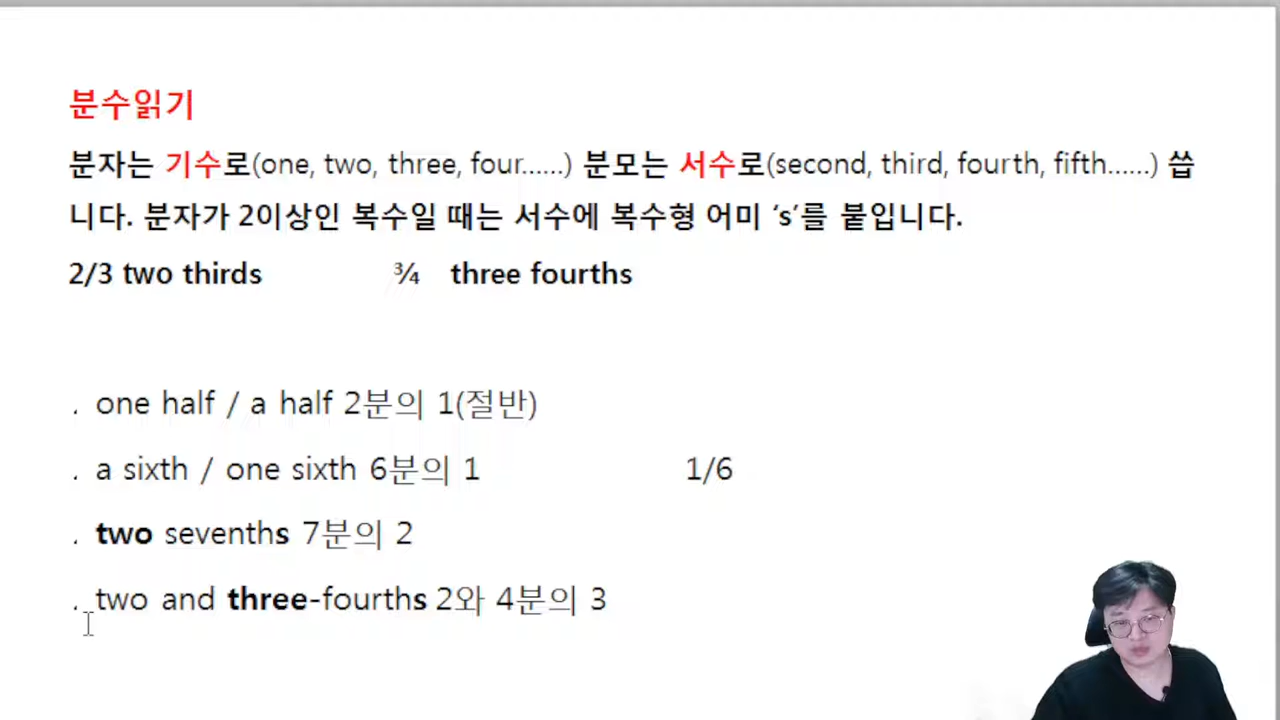 분수읽기
분자는 기수로(one, two, three, four……) 분모는 서수로(second, third, fourth, fifth……) 씁
니다. 분자가 2이상인 복수일 때는 서수에 복수형 어미 ‘s’를 붙입니다.
2/3 two thirds ¾ three fourths
. one half / a half 2분의 1(절반)
. a sixth / one sixth 6분의 1 1/6
. two sevenths 7분의 2
. two and three-fourths 2와 4분의 3